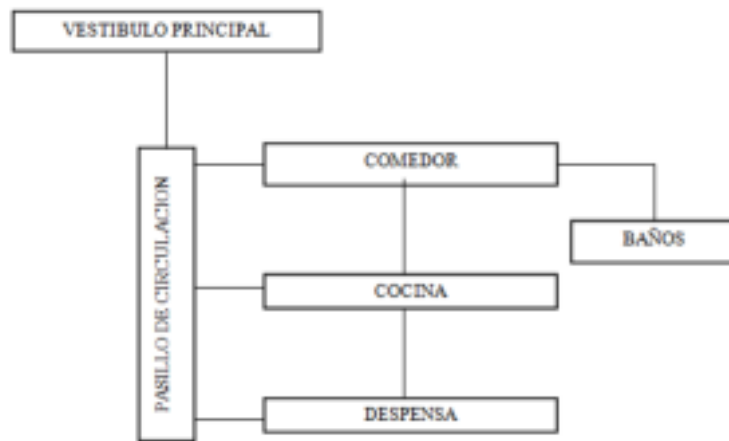 VESTIBULO PRINCIPAL
PASILLO DE CIRCULACION
COMEDOR
BAÑOS
COCINA
DESPENSA